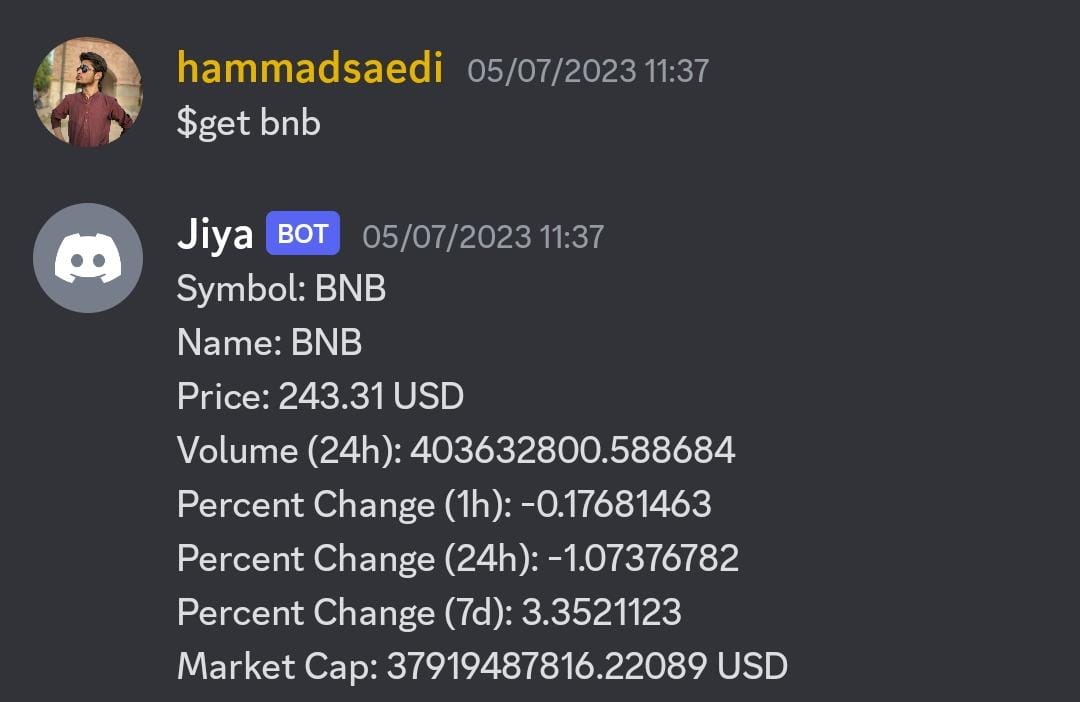 hammadsaedi 05/07/2023 11:37
$get bnb
Jiya BOT 05/07/2023 11:37
Symbol: BNB
Name: BNB
Price: 243.31 USD
Volume (24h): 403632800.588684
Percent Change (1h): -0.17681463
Percent Change (24h): -1.07376782
Percent Change (7d): 3.3521123
Market Cap: 37919487816.22089 USD